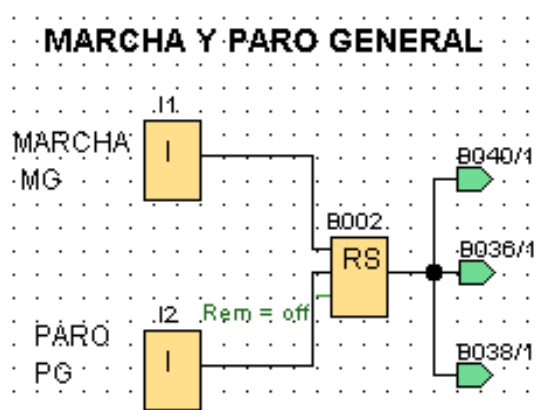 MARCHA Y PARO GENERAL
I1
MARCHA
MG
I
B040/1
B002
RS
B036/1
Rem = off
I2
PARO
PG
I
B038/1